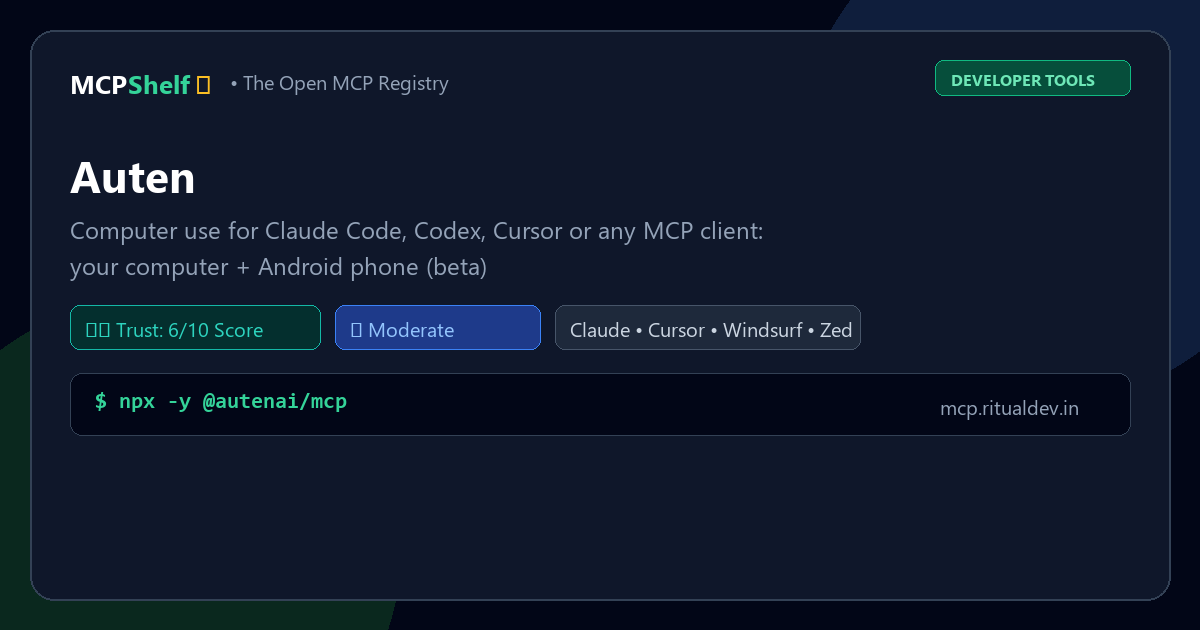 MCPShelf • The Open MCP Registry
DEVELOPER TOOLS
Auten
Computer use for Claude Code, Codex, Cursor or any MCP client:
your computer + Android phone (beta)
Trust: 6/10 Score
Moderate
Claude • Cursor • Windsurf • Zed
$ npx -y @autenai/mcp
mcp.ritualdev.in